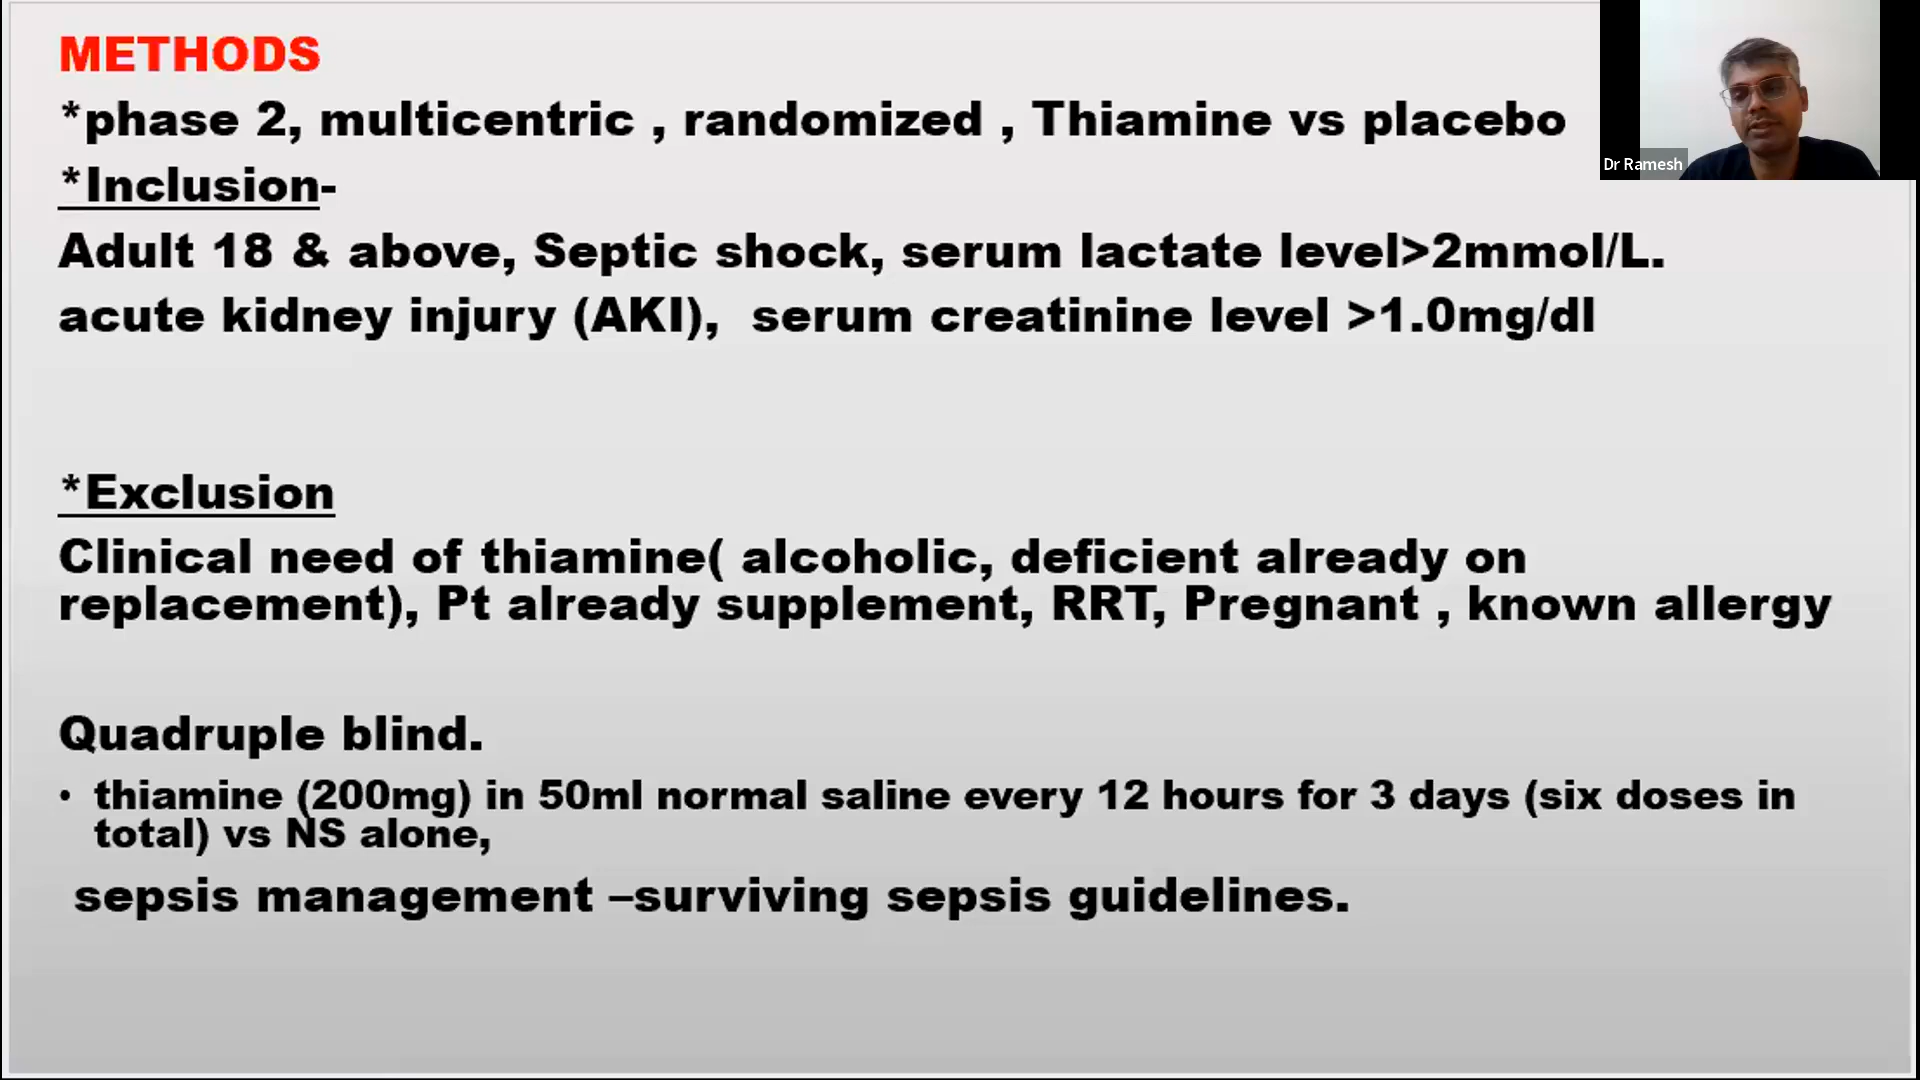 METHODS
*phase 2, multicentric , randomized , Thiamine vs placebo
*Inclusion-
Adult 18 & above, Septic shock, serum lactate level>2mmol/L.
acute kidney injury (AKI), serum creatinine level >1.0mg/dl
*Exclusion
Clinical need of thiamine( alcoholic, deficient already on
replacement), Pt already supplement, RRT, Pregnant , known allergy
Quadruple blind.
• thiamine (200mg) in 50ml normal saline every 12 hours for 3 days (six doses in
total) vs NS alone,
sepsis management –surviving sepsis guidelines.
Dr Ramesh